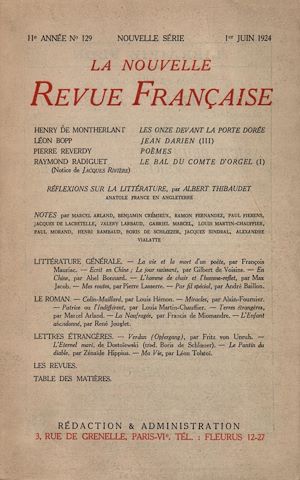 11e ANNÉE No 129 NOUVELLE SÉRIE 1er JUIN 1924
LA NOUVELLE
REVUE FRANÇAISE
HENRY DE MONTHERLANT LES ONZE DEVANT LA PORTE DORÉE
LÉON BOPP JEAN DARIEN (III)
PIERRE REVERDY POÈMES
RAYMOND RADIGUET LE BAL DU COMTE D'ORGEL (I)
(Notice de JACQUES RIVIÈRE)
RÉFLEXIONS SUR LA LITTÉRATURE, par ALBERT THIBAUDET
ANATOLE FRANCE EN ANGLETERRE
NOTES par MARCEL ARLAND, BENJAMIN CRÉMIEUX, RAMON FERNANDEZ, PAUL FIERENS,
JACQUES DE LACRETELLE, VALERY LARBAUD, GABRIEL MARCEL, LOUIS MARTIN-CHAUFFIER,
PAUL MORAND, HENRI RAMBAUD, BORIS DE SCHLŒZER, JACQUES SINDRAL, ALEXANDRE
VIALATTE
LITTÉRATURE GÉNÉRALE. — La vie et la mort d'un poète, par François
Mauriac. — Ecrit en Chine ; Le jour naissant, par Gilbert de Voisins. — En
Chine, par Abel Bonnard. — L'homme de chair et l'homme-reflet, par Max
Jacob. — Mes routes, par Pierre Lasserre. — Par fil spécial, par André Baillon.
LE ROMAN. — Colin-Maillard, par Louis Hémon. — Miracles, par Alain-Fournier.
— Patrice ou l'Indifférent, par Louis Martin-Chauffier. — Terres étrangères,
par Marcel Arland. — La Naufragée, par Francis de Miomandre. — L'Enfant
abandonné, par René Jouglet.
LETTRES ÉTRANGÈRES. — Verdun (Opfergang), par Fritz von Unruh. —
L'Eternel mari, de Dostoïewski (trad. Boris de Schlœzer). — Le Pantin du
diable, par Zénaïde Hippius. — Ma Vie, par Léon Tolstoï.
LES REVUES.
TABLE DES MATIÈRES.
RÉDACTION & ADMINISTRATION
3, RUE DE GRENELLE, PARIS-VIe. TÉL. : FLEURUS 12-27